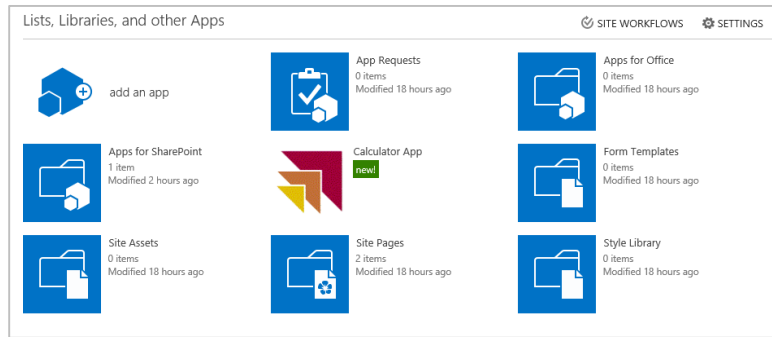 Lists, Libraries, and other Apps
SITE WORKFLOWS
SETTINGS
add an app
App Requests
0 items
Modified 18 hours ago
Apps for Office
0 items
Modified 18 hours ago
Apps for SharePoint
1 item
Modified 2 hours ago
Calculator App
new!
Form Templates
0 items
Modified 18 hours ago
Site Assets
0 items
Modified 18 hours ago
Site Pages
2 items
Modified 18 hours ago
Style Library
0 items
Modified 18 hours ago